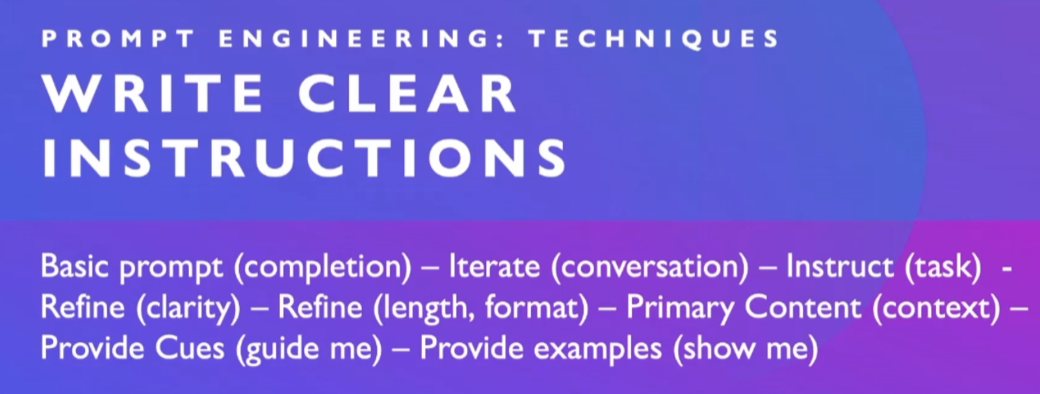 PROMPT ENGINEERING: TECHNIQUES
WRITE CLEAR
INSTRUCTIONS
Basic prompt (completion) – Iterate (conversation) – Instruct (task)  -
Refine (clarity) – Refine (length, format) – Primary Content (context) –
Provide Cues (guide me) – Provide examples (show me)